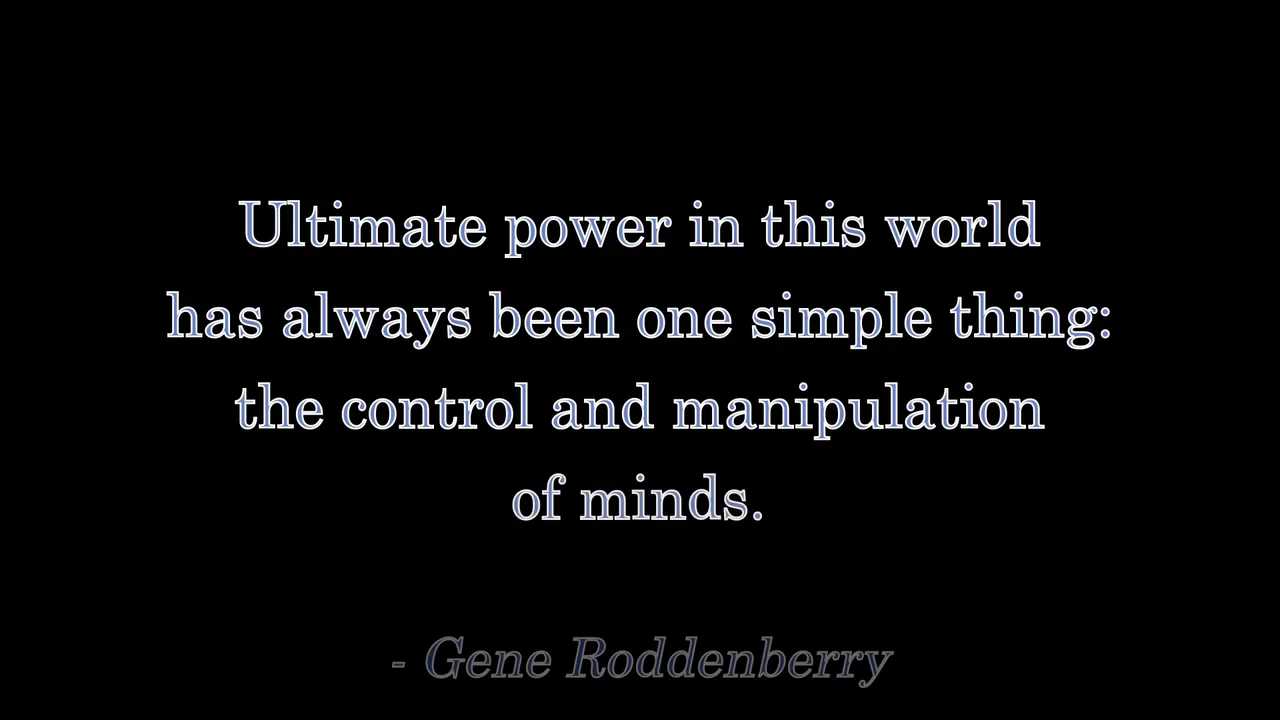 Ultimate power in this world
has always been one simple thing:
the control and manipulation
of minds.
- Gene Roddenberry